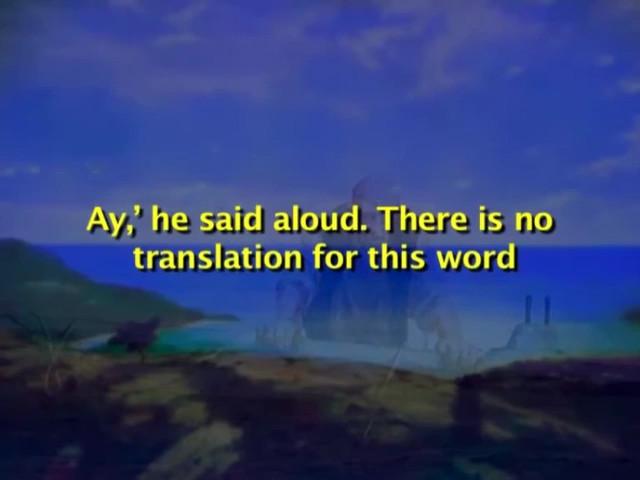 Ay,’ he said aloud. There is no
translation for this word